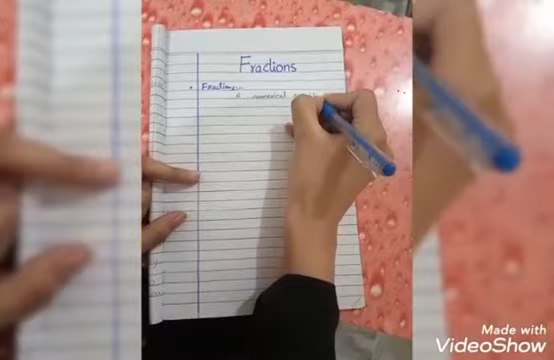 Fractions
• Fractions:-
A numerical
Made with
VideoShow